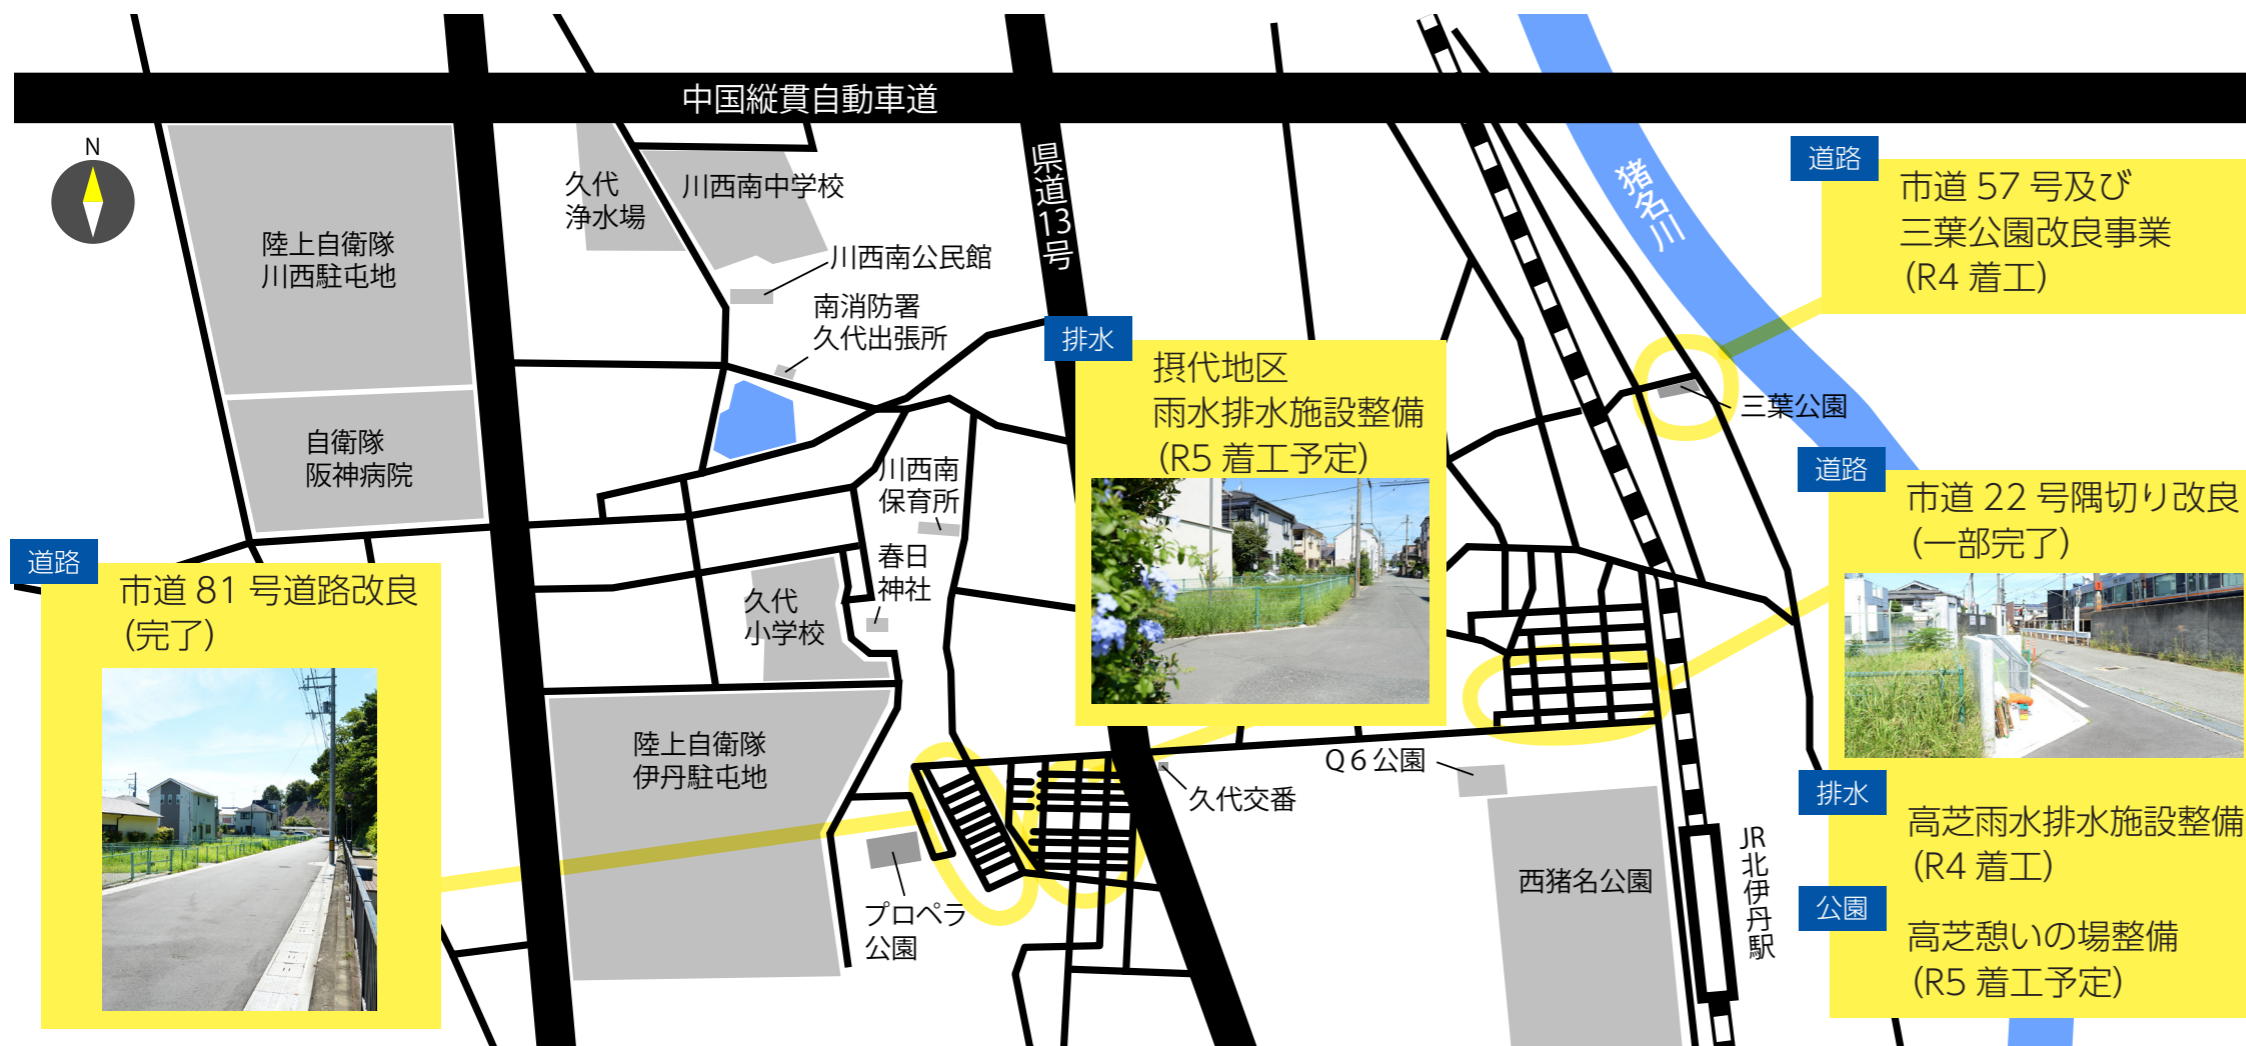 中国縦貫自動車道
N
県道13号
猪名川
陸上自衛隊
川西駐屯地
自衛隊
阪神病院
久代
浄水場
川西南中学校
川西南公民館
南消防署
久代出張所
川西南
保育所
春日
神社
久代
小学校
陸上自衛隊
伊丹駐屯地
プロペラ
公園
久代交番
Q6公園
西猪名公園
JR北伊丹駅
三葉公園
道路
市道 57 号及び
三葉公園改良事業
(R4 着工)
排水
摂代地区
雨水排水施設整備
(R5 着工予定)
道路
市道 22 号隅切り改良
(一部完了)
排水
高芝雨水排水施設整備
(R4 着工)
公園
高芝憩いの場整備
(R5 着工予定)
道路
市道 81 号道路改良
(完了)